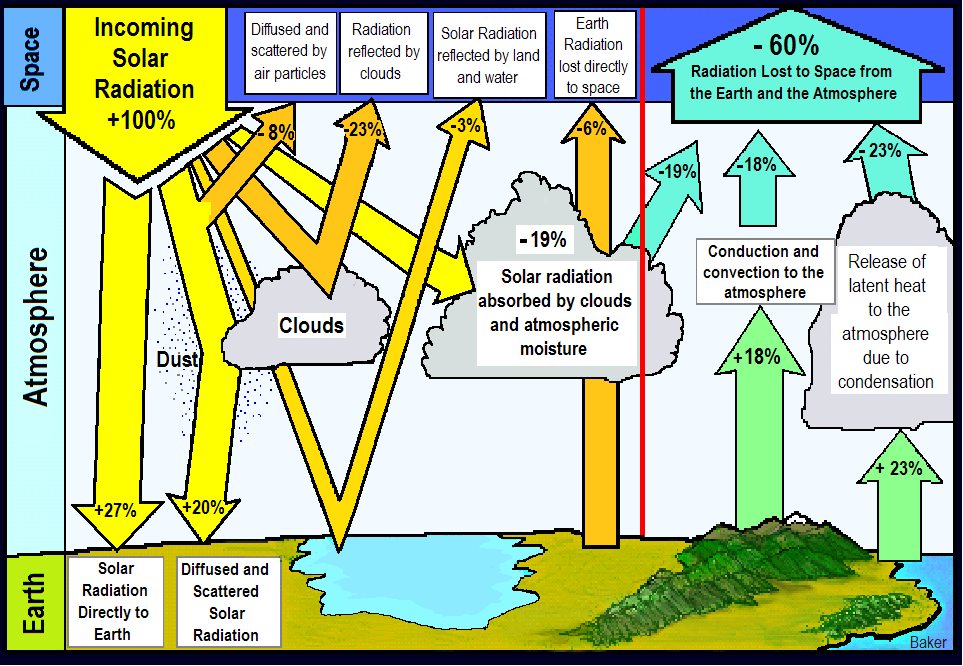 Space
Incoming
Solar
Radiation
+100%
Diffused and
scattered by
air particles
Radiation
reflected by
clouds
Solar Radiation
reflected by land
and water
Earth
Radiation
lost directly
to space
- 60%
Radiation Lost to Space from
the Earth and the Atmosphere
Atmosphere
- 8%
-23%
-3%
-6%
-19%
-18%
- 23%
- 19%
Solar radiation
absorbed by clouds
and atmospheric
moisture
Conduction and
convection to the
atmosphere
Release of
latent heat
to the
atmosphere
due to
condensation
Clouds
Dust
+18%
+ 23%
+27%
+20%
Earth
Solar
Radiation
Directly to
Earth
Diffused and
Scattered
Solar
Radiation
Baker